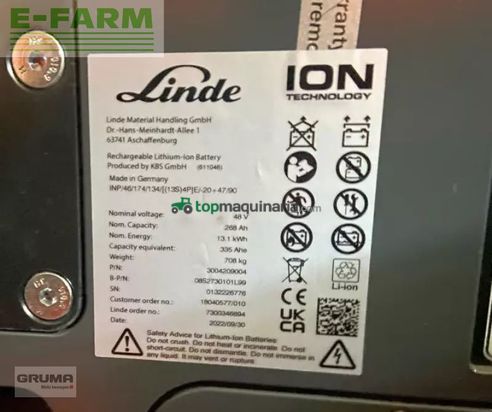 E-FARM
Linde
ION
TECHNOLOGY
Linde Material Handling GmbH
Dr.-Hans-Meinhardt-Allee 1
63741 Aschaffenburg
Rechargeable Lithium-Ion Battery
Produced by KBS GmbH (611046)
Made in Germany
INP/46/174/134/[(13S)4P]E/-20+47/90
topmaquinaria.com
Nominal voltage: 48 V
Nom. Capacity: 268 Ah
Nom. Energy: 13.1 kWh
Capacity equivalent: 335 Ahe
Weight: 708 kg
P/N: 3004209004
B-P/N: 08S2730101L99
SN: 0132226776
Customer order no.: 18040577/010
Linde order no.: 7300346894
Date: 2022/09/30
Li-ion
CE
UK
CA
Safety Advice for Lithium-Ion Batteries:
Do not crush. Do not heat or incinerate. Do not
short-circuit. Do not dismantle. Do not immerse in
any liquid. It may vent or rupture.
GRUMA